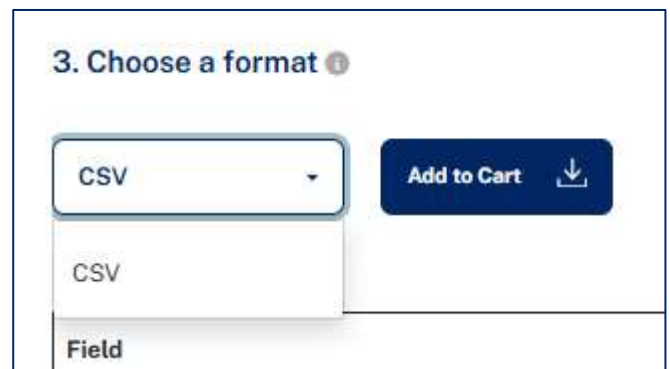 3. Choose a format
CSV
Add to Cart
CSV
Field